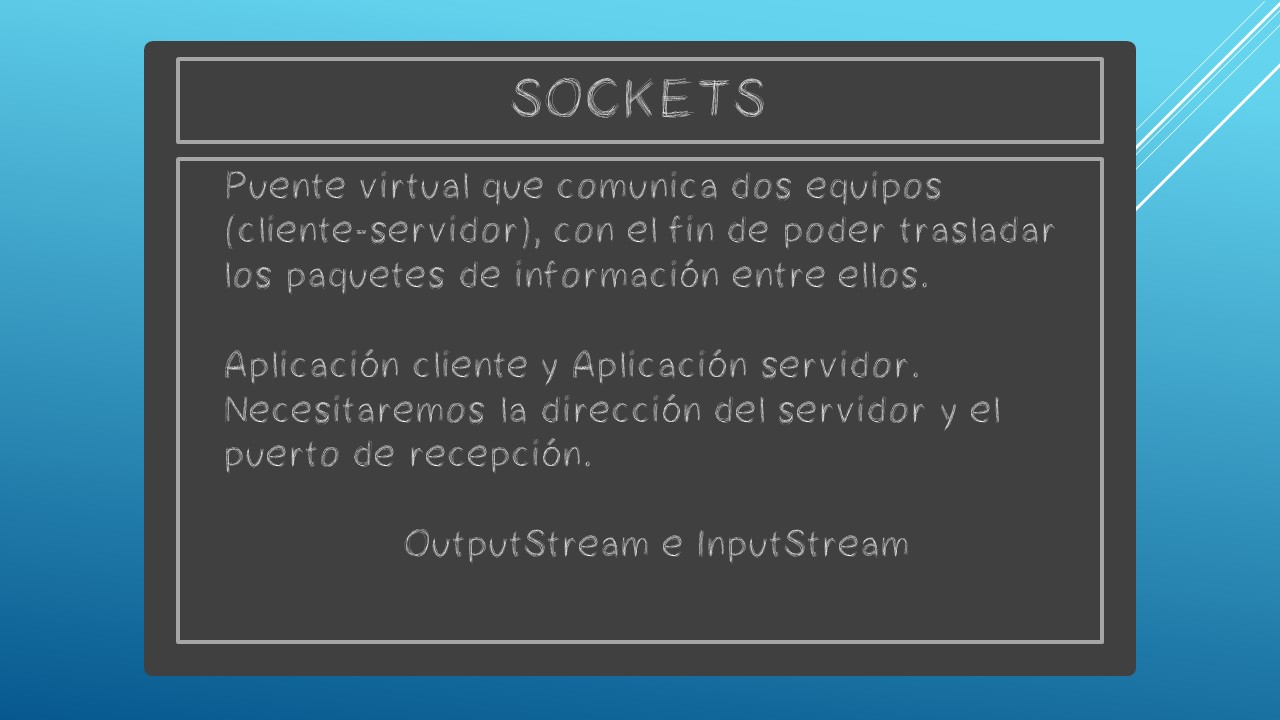 SOCKETS
Puente virtual que comunica dos equipos
(cliente-servidor), con el fin de poder trasladar
los paquetes de información entre ellos.
Aplicación cliente y Aplicación servidor.
Necesitaremos la dirección del servidor y el
puerto de recepción.
OutputStream e InputStream